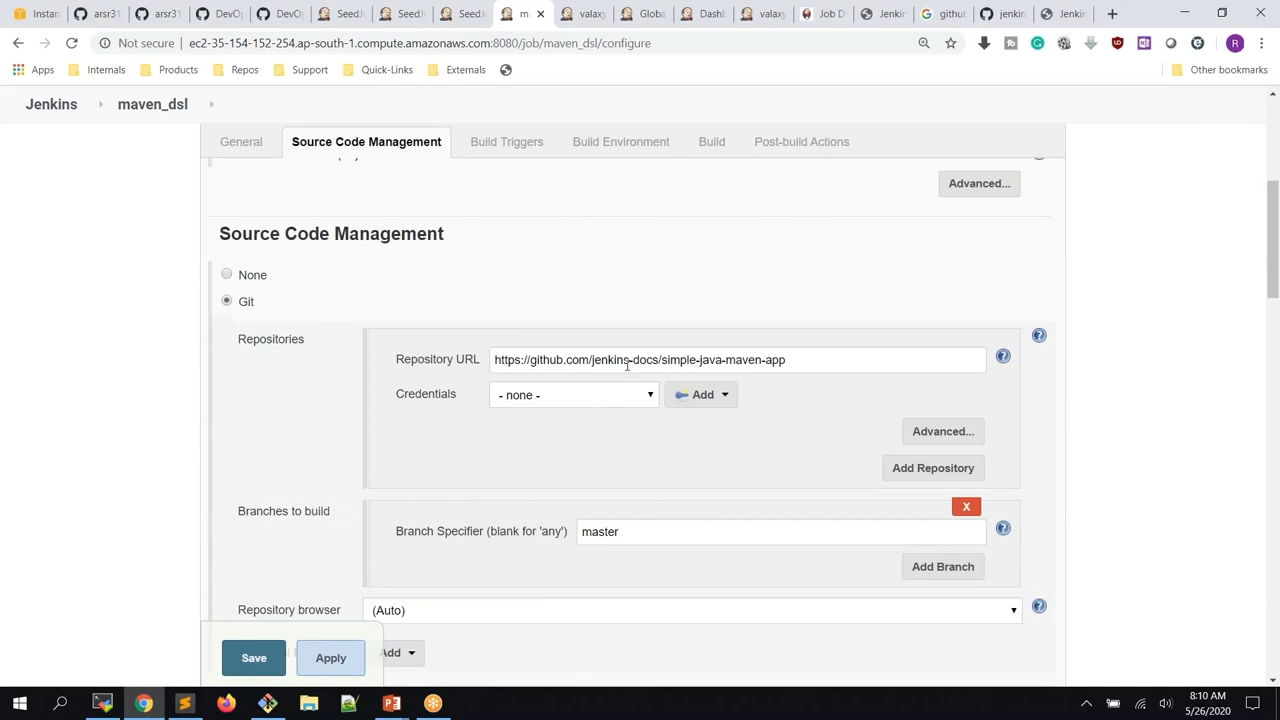 Instan
arsr31
arsr31
DevOp
DevO
SeedJ
SeedJ
SeedJ
m
valaxy
Globa
Dashb
valaxy
Job D
Jenkin
github
jenkin
Jenkin
Not secure
ec2-35-154-152-254.ap-south-1.compute.amazonaws.com:8080/job/maven_dsl/configure
Apps
Internals
Products
Repos
Support
Quick-Links
Externals
Other bookmarks
Jenkins
maven_dsl
General
Source Code Management
Build Triggers
Build Environment
Build
Post-build Actions
Advanced...
Source Code Management
None
Git
Repositories
Repository URL
https://github.com/jenkins-docs/simple-java-maven-app
Credentials
- none -
Add
Advanced...
Add Repository
Branches to build
X
Branch Specifier (blank for 'any')
master
Add Branch
Repository browser
(Auto)
Save
Apply
Add
8:10 AM
5/26/2020